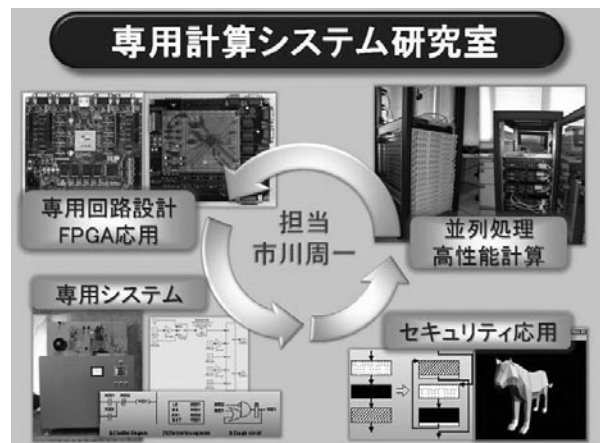 専用計算システム研究室
専用回路設計
FPGA応用
担当
市川周一
並列処理
高性能計算
専用システム
セキュリティ応用